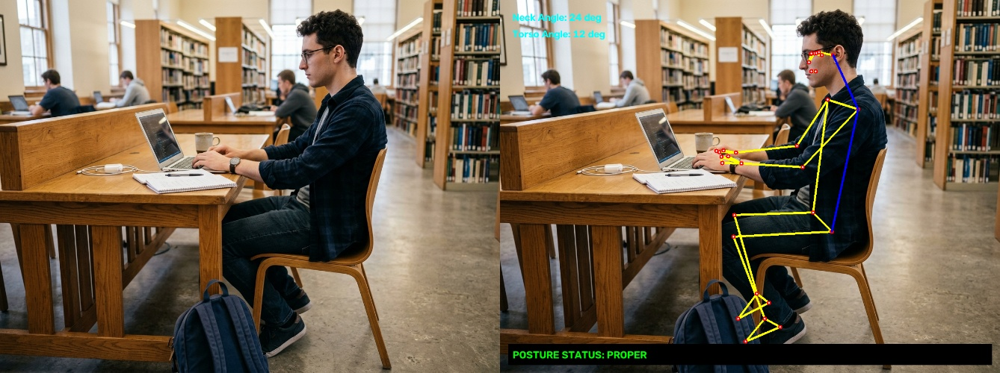 Neck Angle: 24 deg
Torso Angle: 12 deg
POSTURE STATUS: PROPER